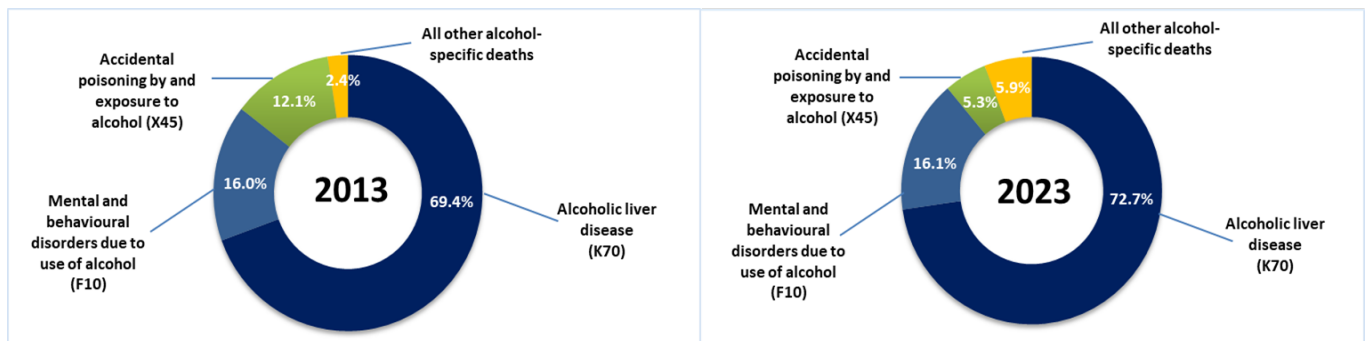 All other alcohol-
specific deaths
Accidental
poisoning by and
exposure to
alcohol (X45)
2.4%
12.1%
16.0%
2013
69.4%
Mental and
behavioural
disorders due to
use of alcohol
(F10)
Alcoholic liver
disease
(K70)
All other alcohol-
specific deaths
Accidental
poisoning by and
exposure to
alcohol (X45)
5.9%
5.3%
16.1%
2023
72.7%
Mental and
behavioural
disorders due to
use of alcohol
(F10)
Alcoholic liver
disease
(K70)